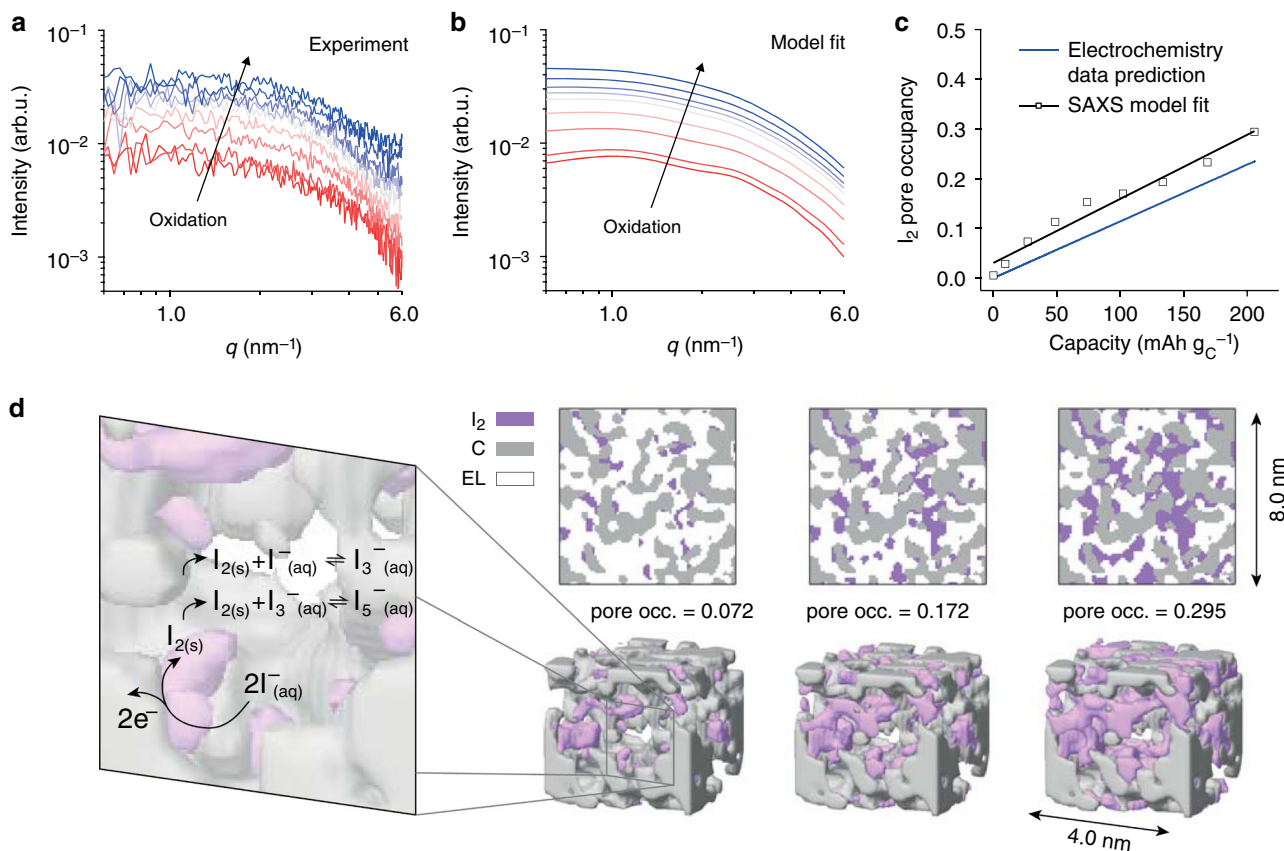 a
Experiment
Oxidation
Intensity (arb.u.)
10⁻¹
10⁻²
10⁻³
1.0
6.0
q (nm⁻¹)
b
Model fit
Oxidation
Intensity (arb.u.)
10⁻¹
10⁻²
10⁻³
1.0
6.0
q (nm⁻¹)
c
Electrochemistry
data prediction
SAXS model fit
I₂ pore occupancy
0.5
0.4
0.3
0.2
0.1
0.0
0
50
100
150
200
Capacity (mAh g_C⁻¹)
d
I₂
C
EL
8.0 nm
pore occ. = 0.072
pore occ. = 0.172
pore occ. = 0.295
I₂(s) + I⁻(aq) ⇌ I₃⁻(aq)
I₂(s) + I₃⁻(aq) ⇌ I₅⁻(aq)
I₂(s)
2I⁻(aq)
2e⁻
4.0 nm